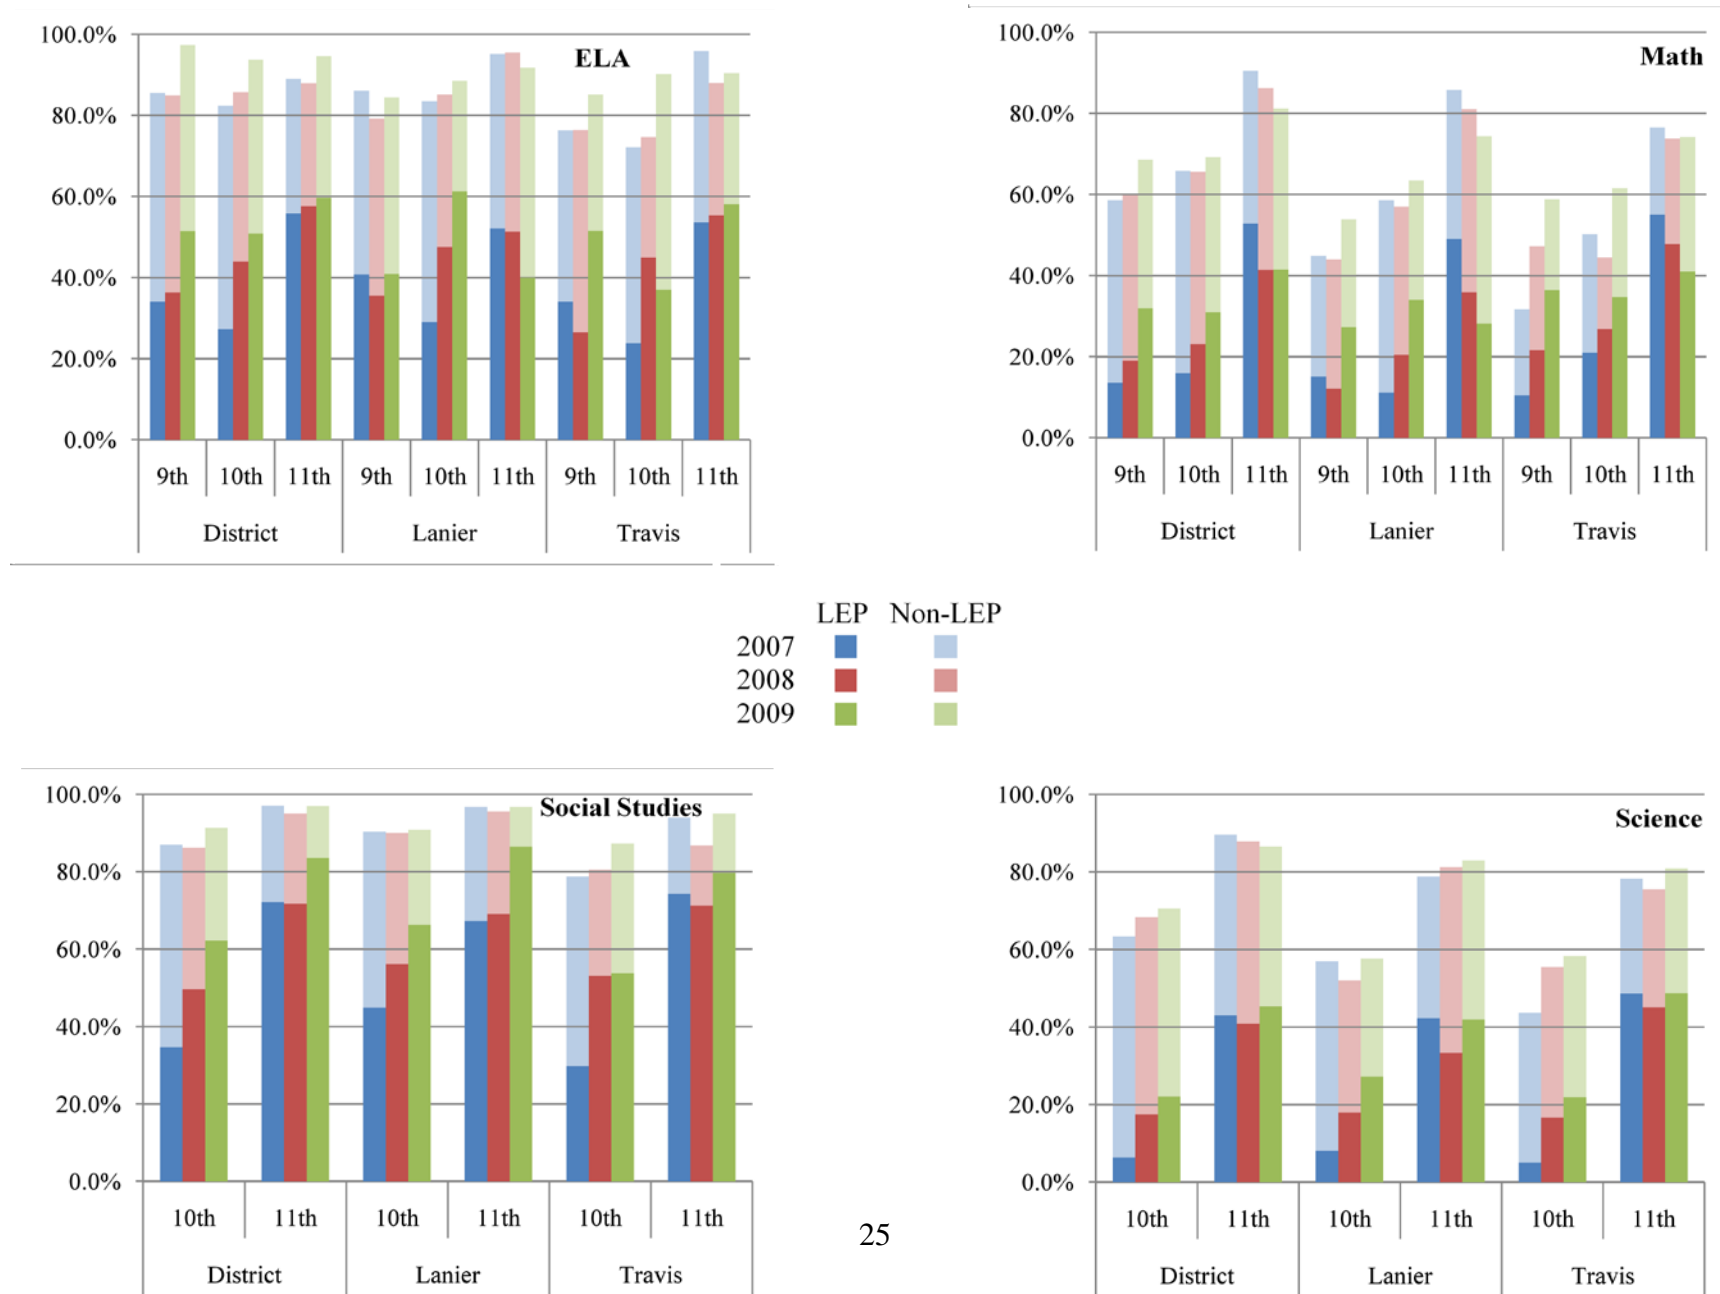 ELA
100.0%
80.0%
60.0%
40.0%
20.0%
0.0%
9th 10th 11th 9th 10th 11th 9th 10th 11th
District Lanier Travis
Math
100.0%
80.0%
60.0%
40.0%
20.0%
0.0%
9th 10th 11th 9th 10th 11th 9th 10th 11th
District Lanier Travis
LEP Non-LEP
2007
2008
2009
Social Studies
100.0%
80.0%
60.0%
40.0%
20.0%
0.0%
10th 11th 10th 11th 10th 11th
District Lanier Travis
25
Science
100.0%
80.0%
60.0%
40.0%
20.0%
0.0%
10th 11th 10th 11th 10th 11th
District Lanier Travis